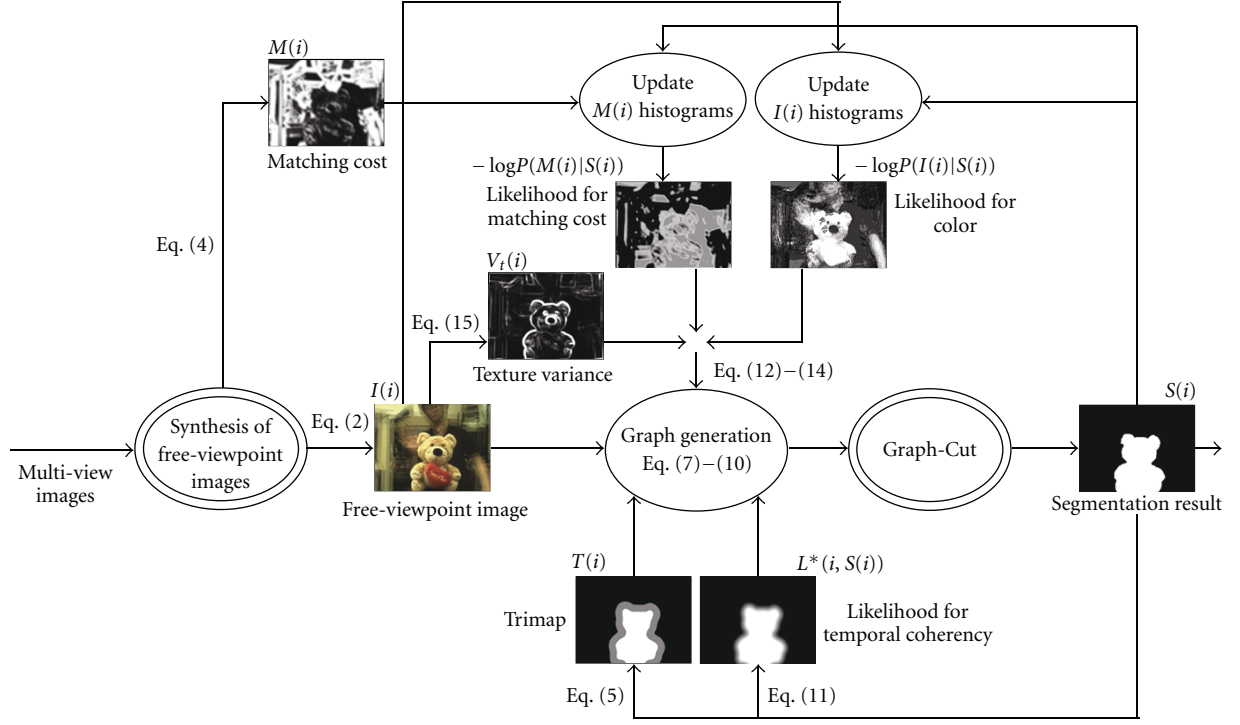 M(i)
Matching cost
Update
M(i) histograms
Update
I(i) histograms
− logP(M(i)|S(i))
Likelihood for
matching cost
− logP(I(i)|S(i))
Likelihood for
color
Eq. (4)
V_t(i)
Eq. (15)
Texture variance
Eq. (12)−(14)
Multi-view
images
Synthesis of
free-viewpoint
images
Eq. (2)
I(i)
Free-viewpoint image
Graph generation
Eq. (7)−(10)
Graph-Cut
S(i)
Segmentation result
T(i)
Trimap
L*(i, S(i))
Likelihood for
temporal coherency
Eq. (5)
Eq. (11)